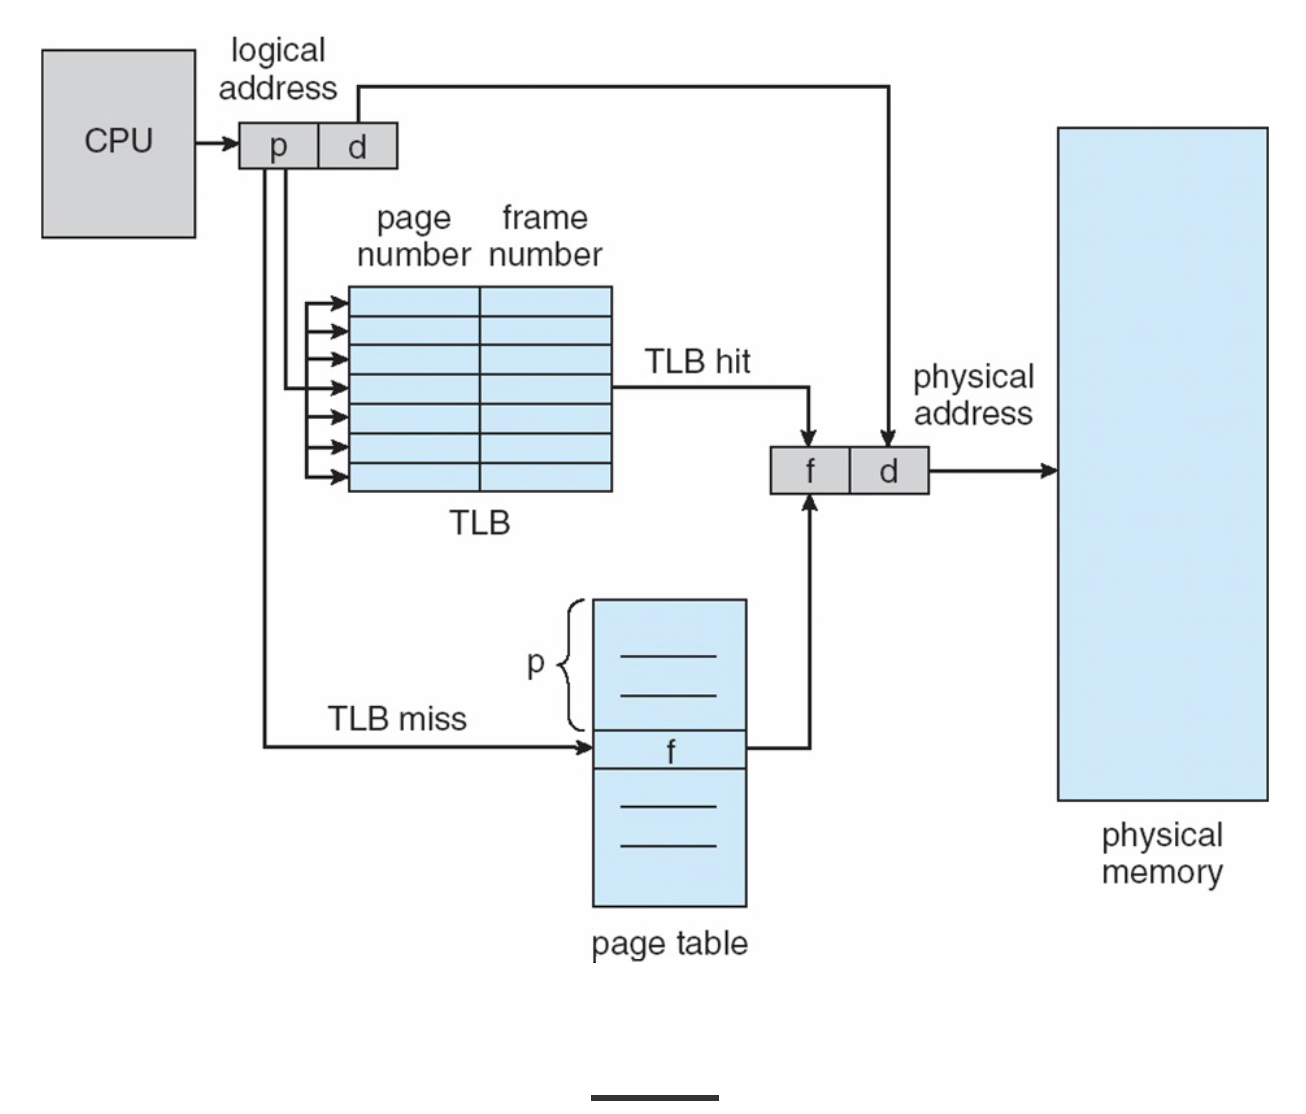 logical
address
CPU
p
d
page
number
frame
number
TLB hit
physical
address
f
d
TLB
p
TLB miss
f
physical
memory
page table